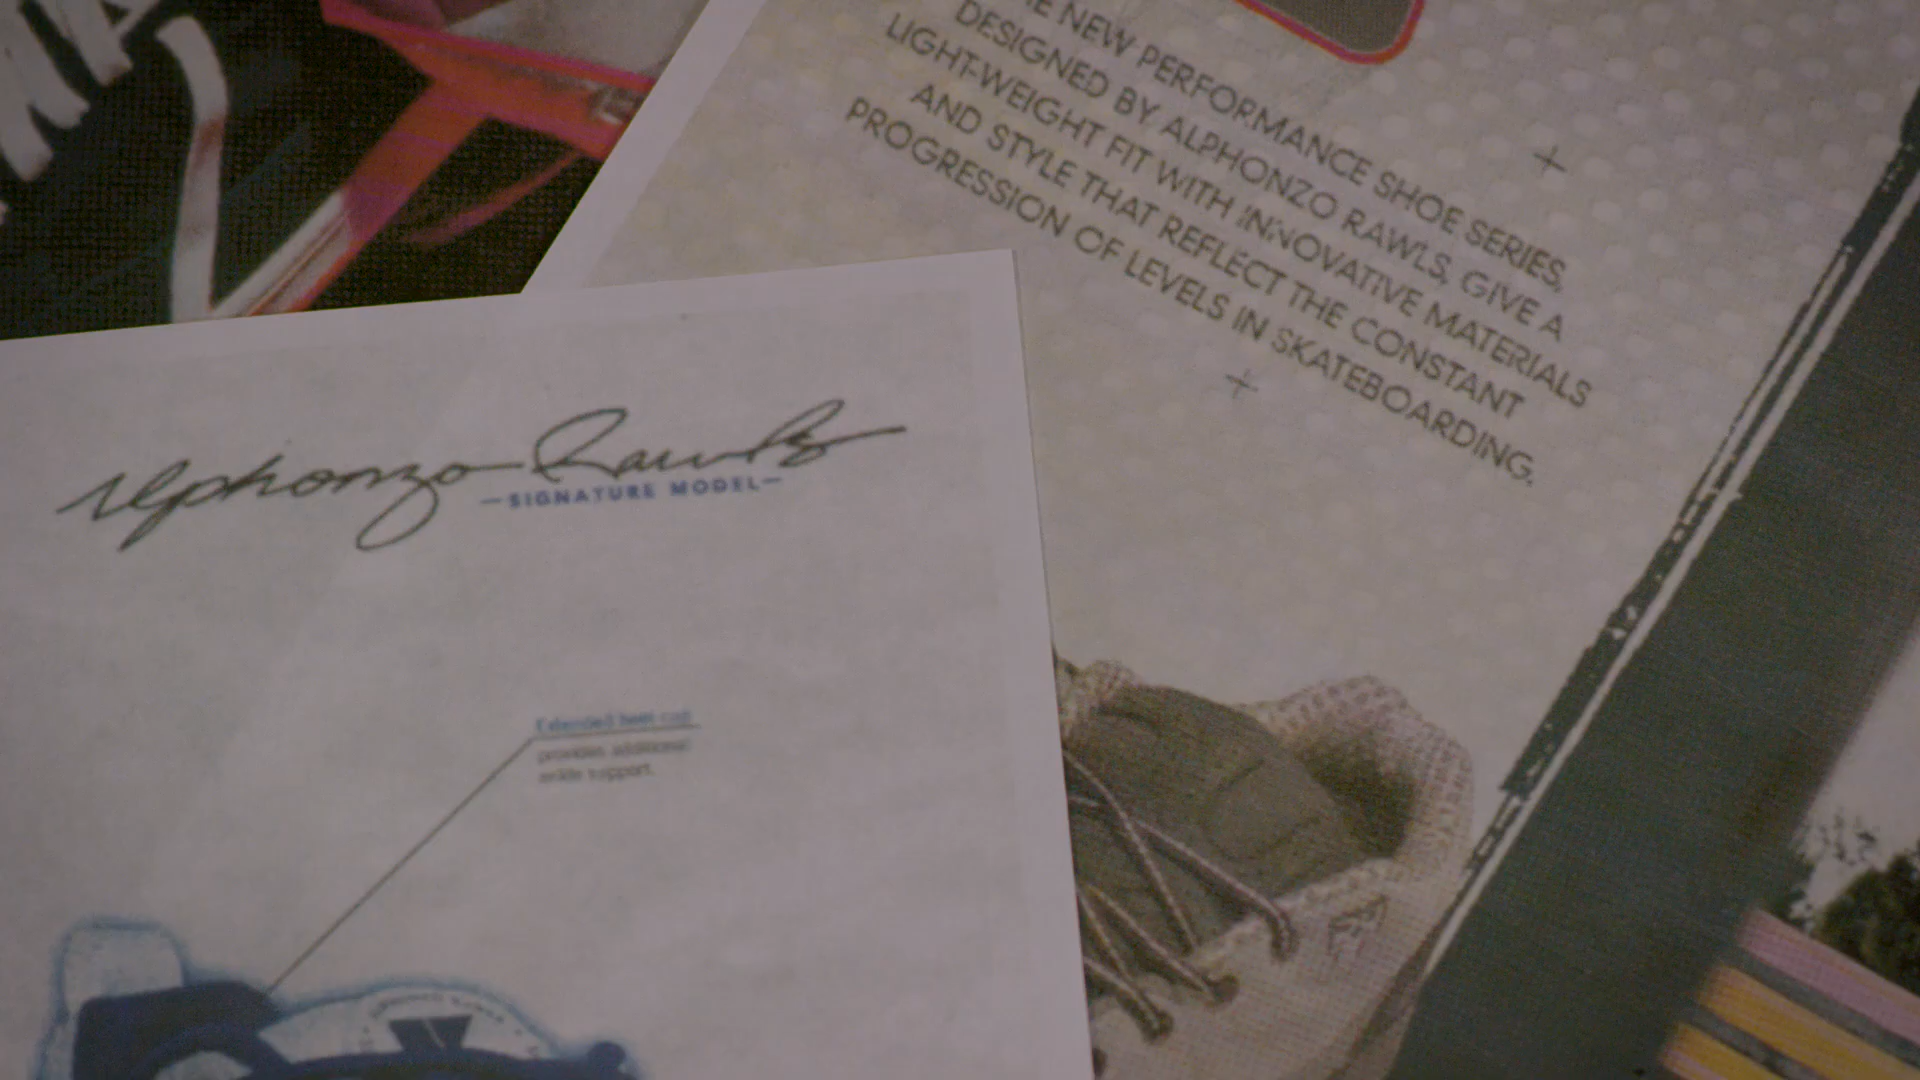 HE NEW PERFORMANCE SHOE SERIES,
DESIGNED BY ALPHONZO RAWLS, GIVE A
LIGHT-WEIGHT FIT WITH INNOVATIVE MATERIALS
AND STYLE THAT REFLECT THE CONSTANT
PROGRESSION OF LEVELS IN SKATEBOARDING.
Alphonzo Rawls
—SIGNATURE MODEL—
Extended heel cup
provides additional
ankle support.